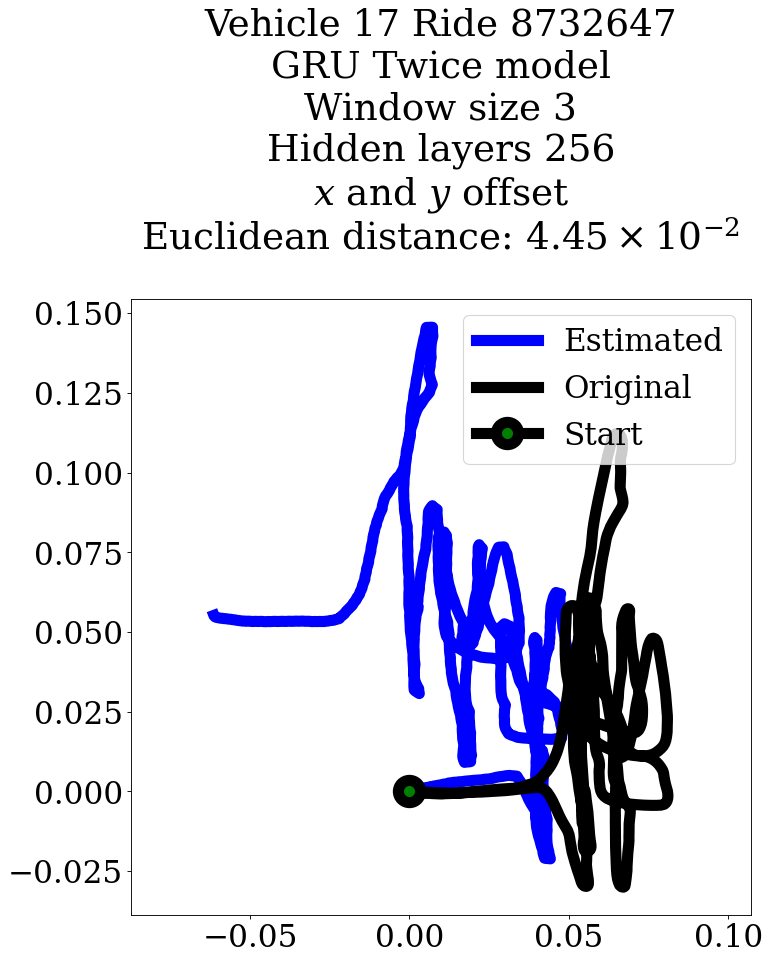 Vehicle 17 Ride 8732647
GRU Twice model
Window size 3
Hidden layers 256
x and y offset
Euclidean distance: 4.45 × 10⁻²
0.150
0.125
0.100
0.075
0.050
0.025
0.000
−0.025
Estimated
Original
Start
−0.05 0.00 0.05 0.10